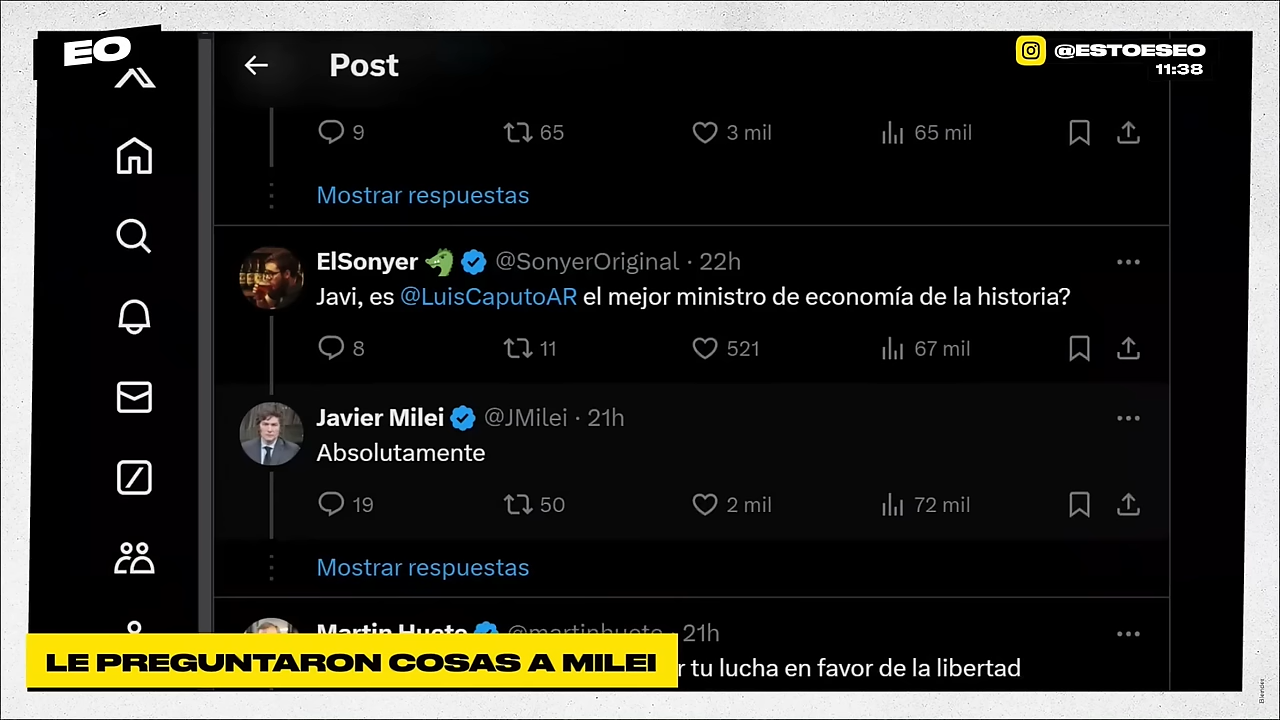 EO
@ESTOESEO
11:38
Post
9 65 3 mil 65 mil
Mostrar respuestas
ElSonyer @SonyerOriginal · 22h
Javi, es @LuisCaputoAR el mejor ministro de economía de la historia?
8 11 521 67 mil
Javier Milei @JMilei · 21h
Absolutamente
19 50 2 mil 72 mil
Mostrar respuestas
Martin Huete @martinhuete · 21h
r tu lucha en favor de la libertad
LE PREGUNTARON COSAS A MILEI